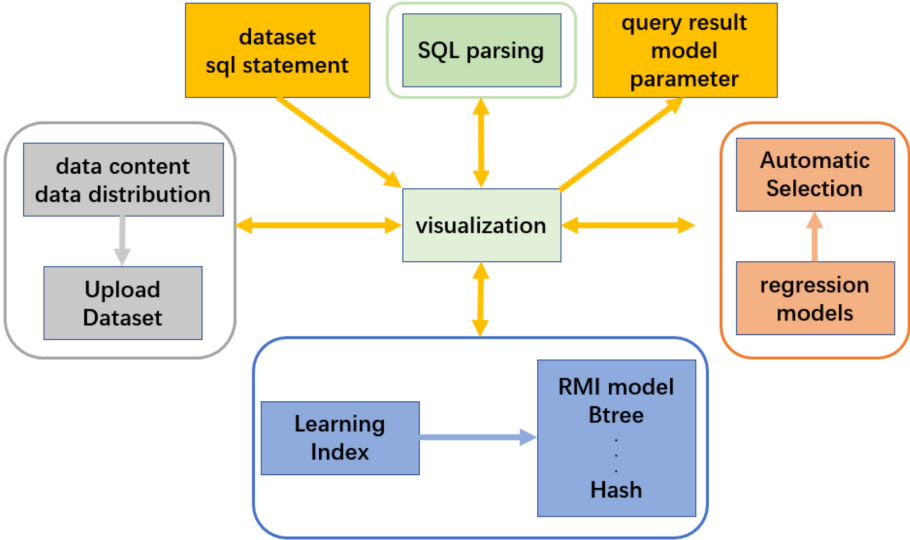 dataset
sql statement
SQL parsing
query result
model
parameter
data content
data distribution
Upload
Dataset
visualization
Automatic
Selection
regression
models
Learning
Index
RMI model
Btree
.
.
.
Hash